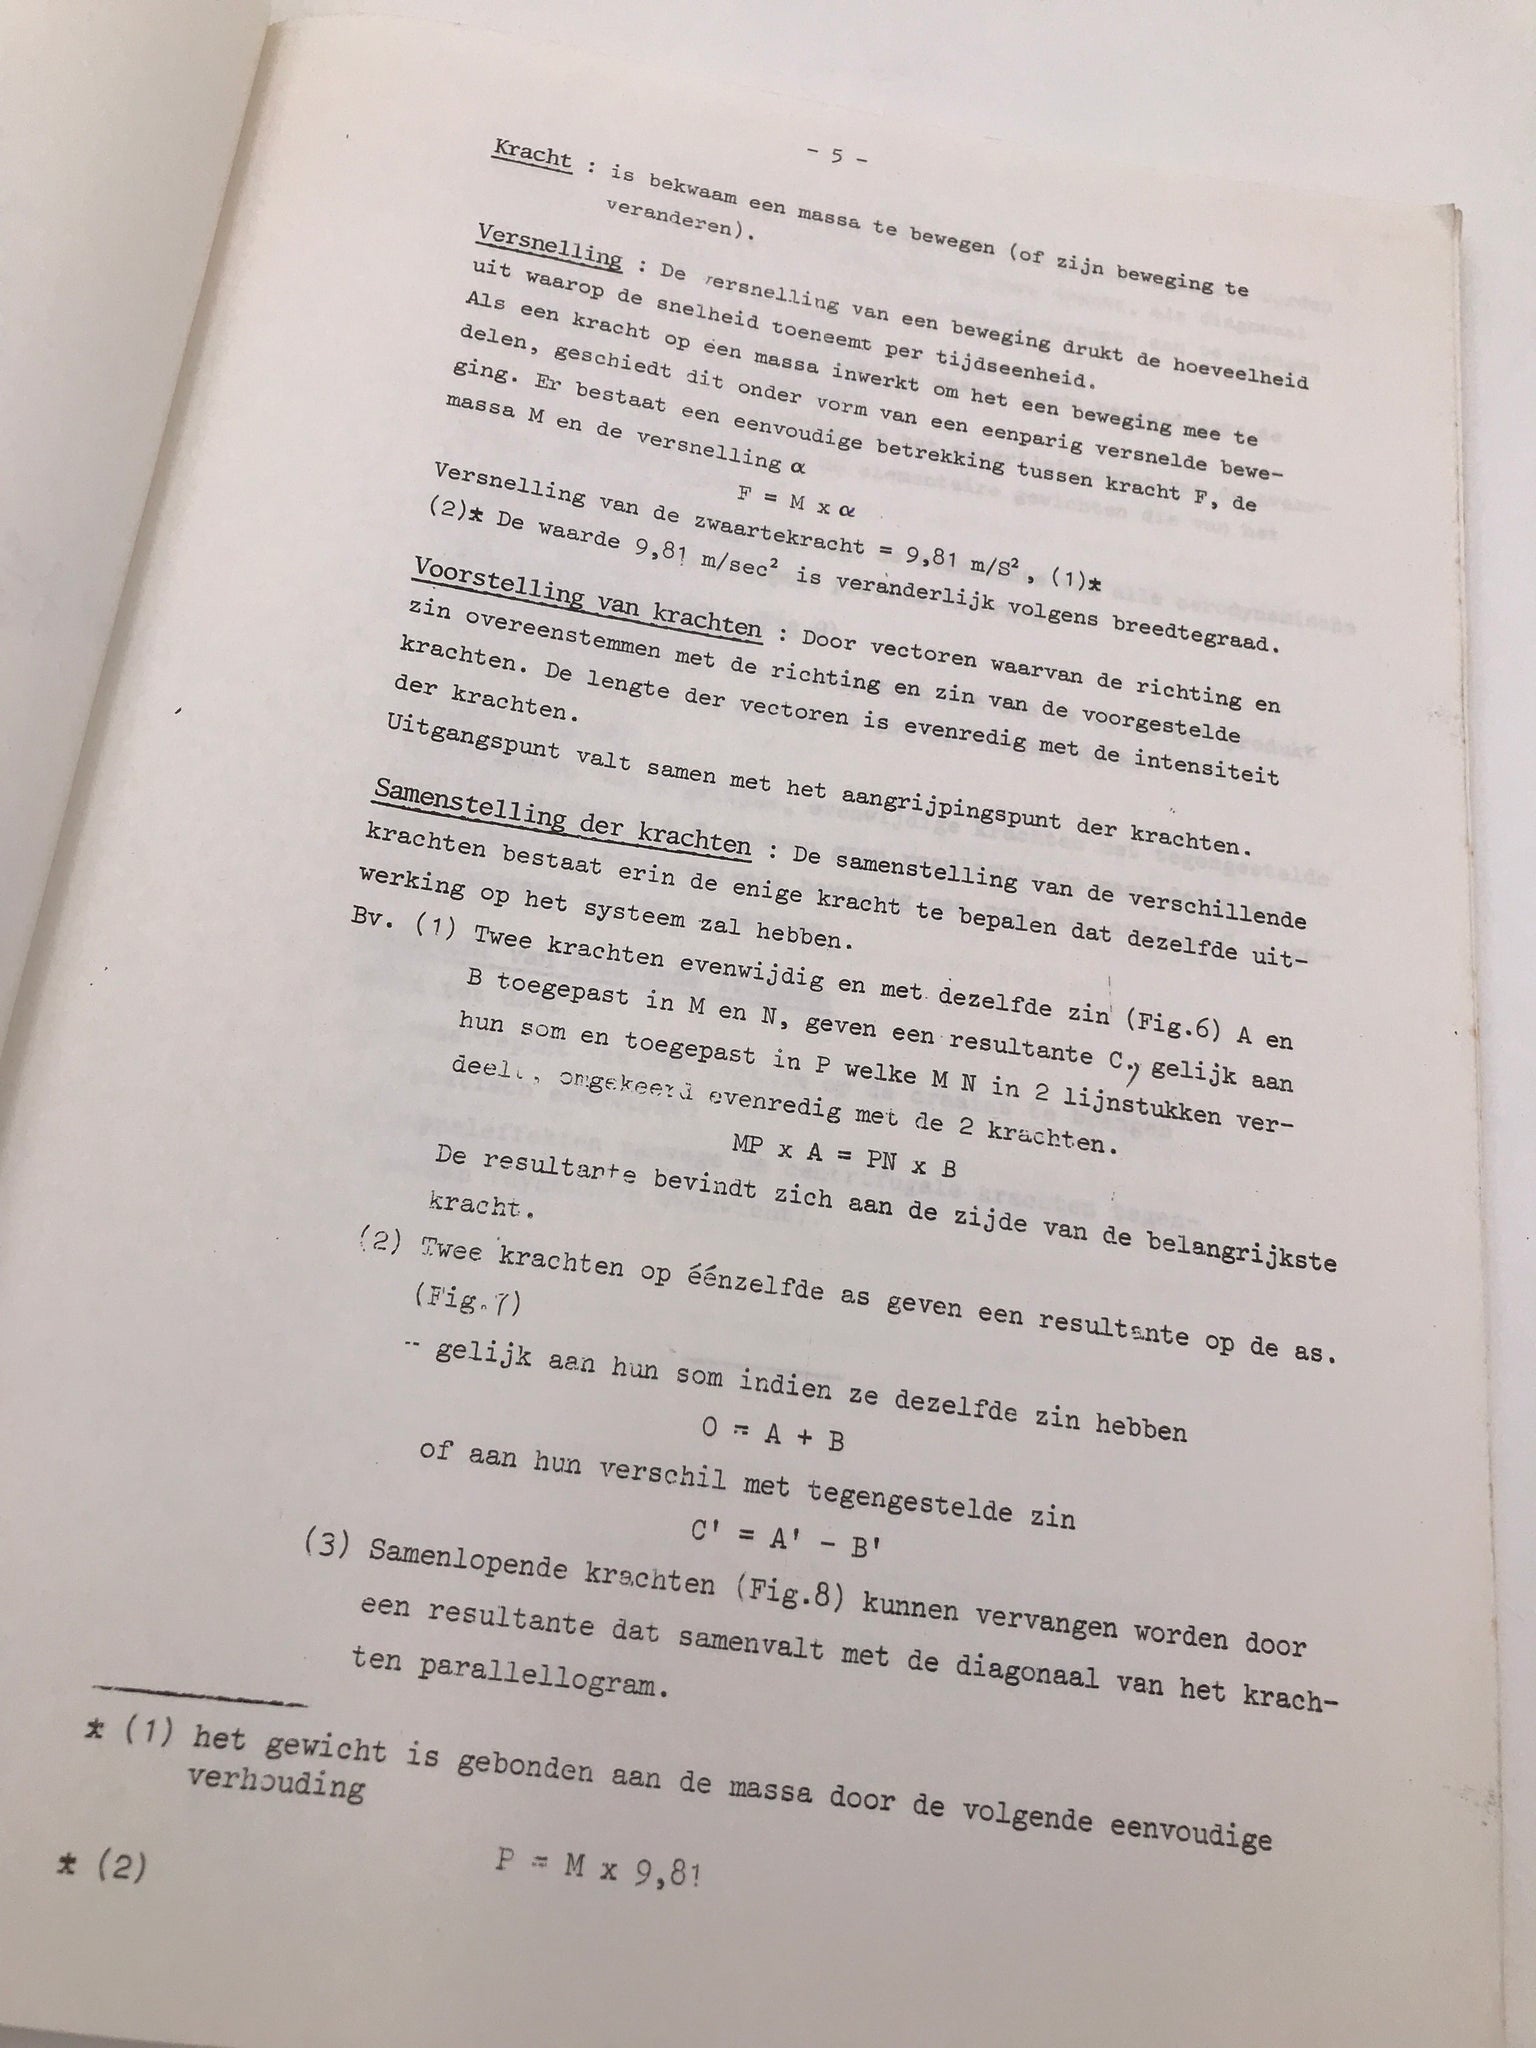 - 5 -
Kracht : is bekwaam een massa te bewegen (of zijn beweging te
veranderen).
Versnelling : De versnelling van een beweging drukt de hoeveelheid
uit waarop de snelheid toeneemt per tijdseenheid.
Als een kracht op een massa inwerkt om het een beweging mee te
delen, geschiedt dit onder vorm van een eenparig versnelde bewe-
ging. Er bestaat een eenvoudige betrekking tussen kracht F, de
massa M en de versnelling α
F = M x α
Versnelling van de zwaartekracht = 9,81 m/S², (1)*
(2)* De waarde 9,81 m/sec² is veranderlijk volgens breedtegraad.
Voorstelling van krachten : Door vectoren waarvan de richting en
zin overeenstemmen met de richting en zin van de voorgestelde
krachten. De lengte der vectoren is evenredig met de intensiteit
der krachten.
Uitgangspunt valt samen met het aangrijpingspunt der krachten.
Samenstelling der krachten : De samenstelling van de verschillende
krachten bestaat erin de enige kracht te bepalen dat dezelfde uit-
werking op het systeem zal hebben.
Bv. (1) Twee krachten evenwijdig en met dezelfde zin (Fig.6) A en
B toegepast in M en N, geven een resultante C, gelijk aan
hun som en toegepast in P welke M N in 2 lijnstukken ver-
deelt, omgekeerd evenredig met de 2 krachten.
MP x A = PN x B
De resultante bevindt zich aan de zijde van de belangrijkste
kracht.
(2) Twee krachten op éénzelfde as geven een resultante op de as.
(Fig.7)
- gelijk aan hun som indien ze dezelfde zin hebben
O = A + B
of aan hun verschil met tegengestelde zin
C' = A' - B'
(3) Samenlopende krachten (Fig.8) kunnen vervangen worden door
een resultante dat samenvalt met de diagonaal van het krach-
ten parallellogram.
* (1) het gewicht is gebonden aan de massa door de volgende eenvoudige
verhouding
* (2) P = M x 9,81